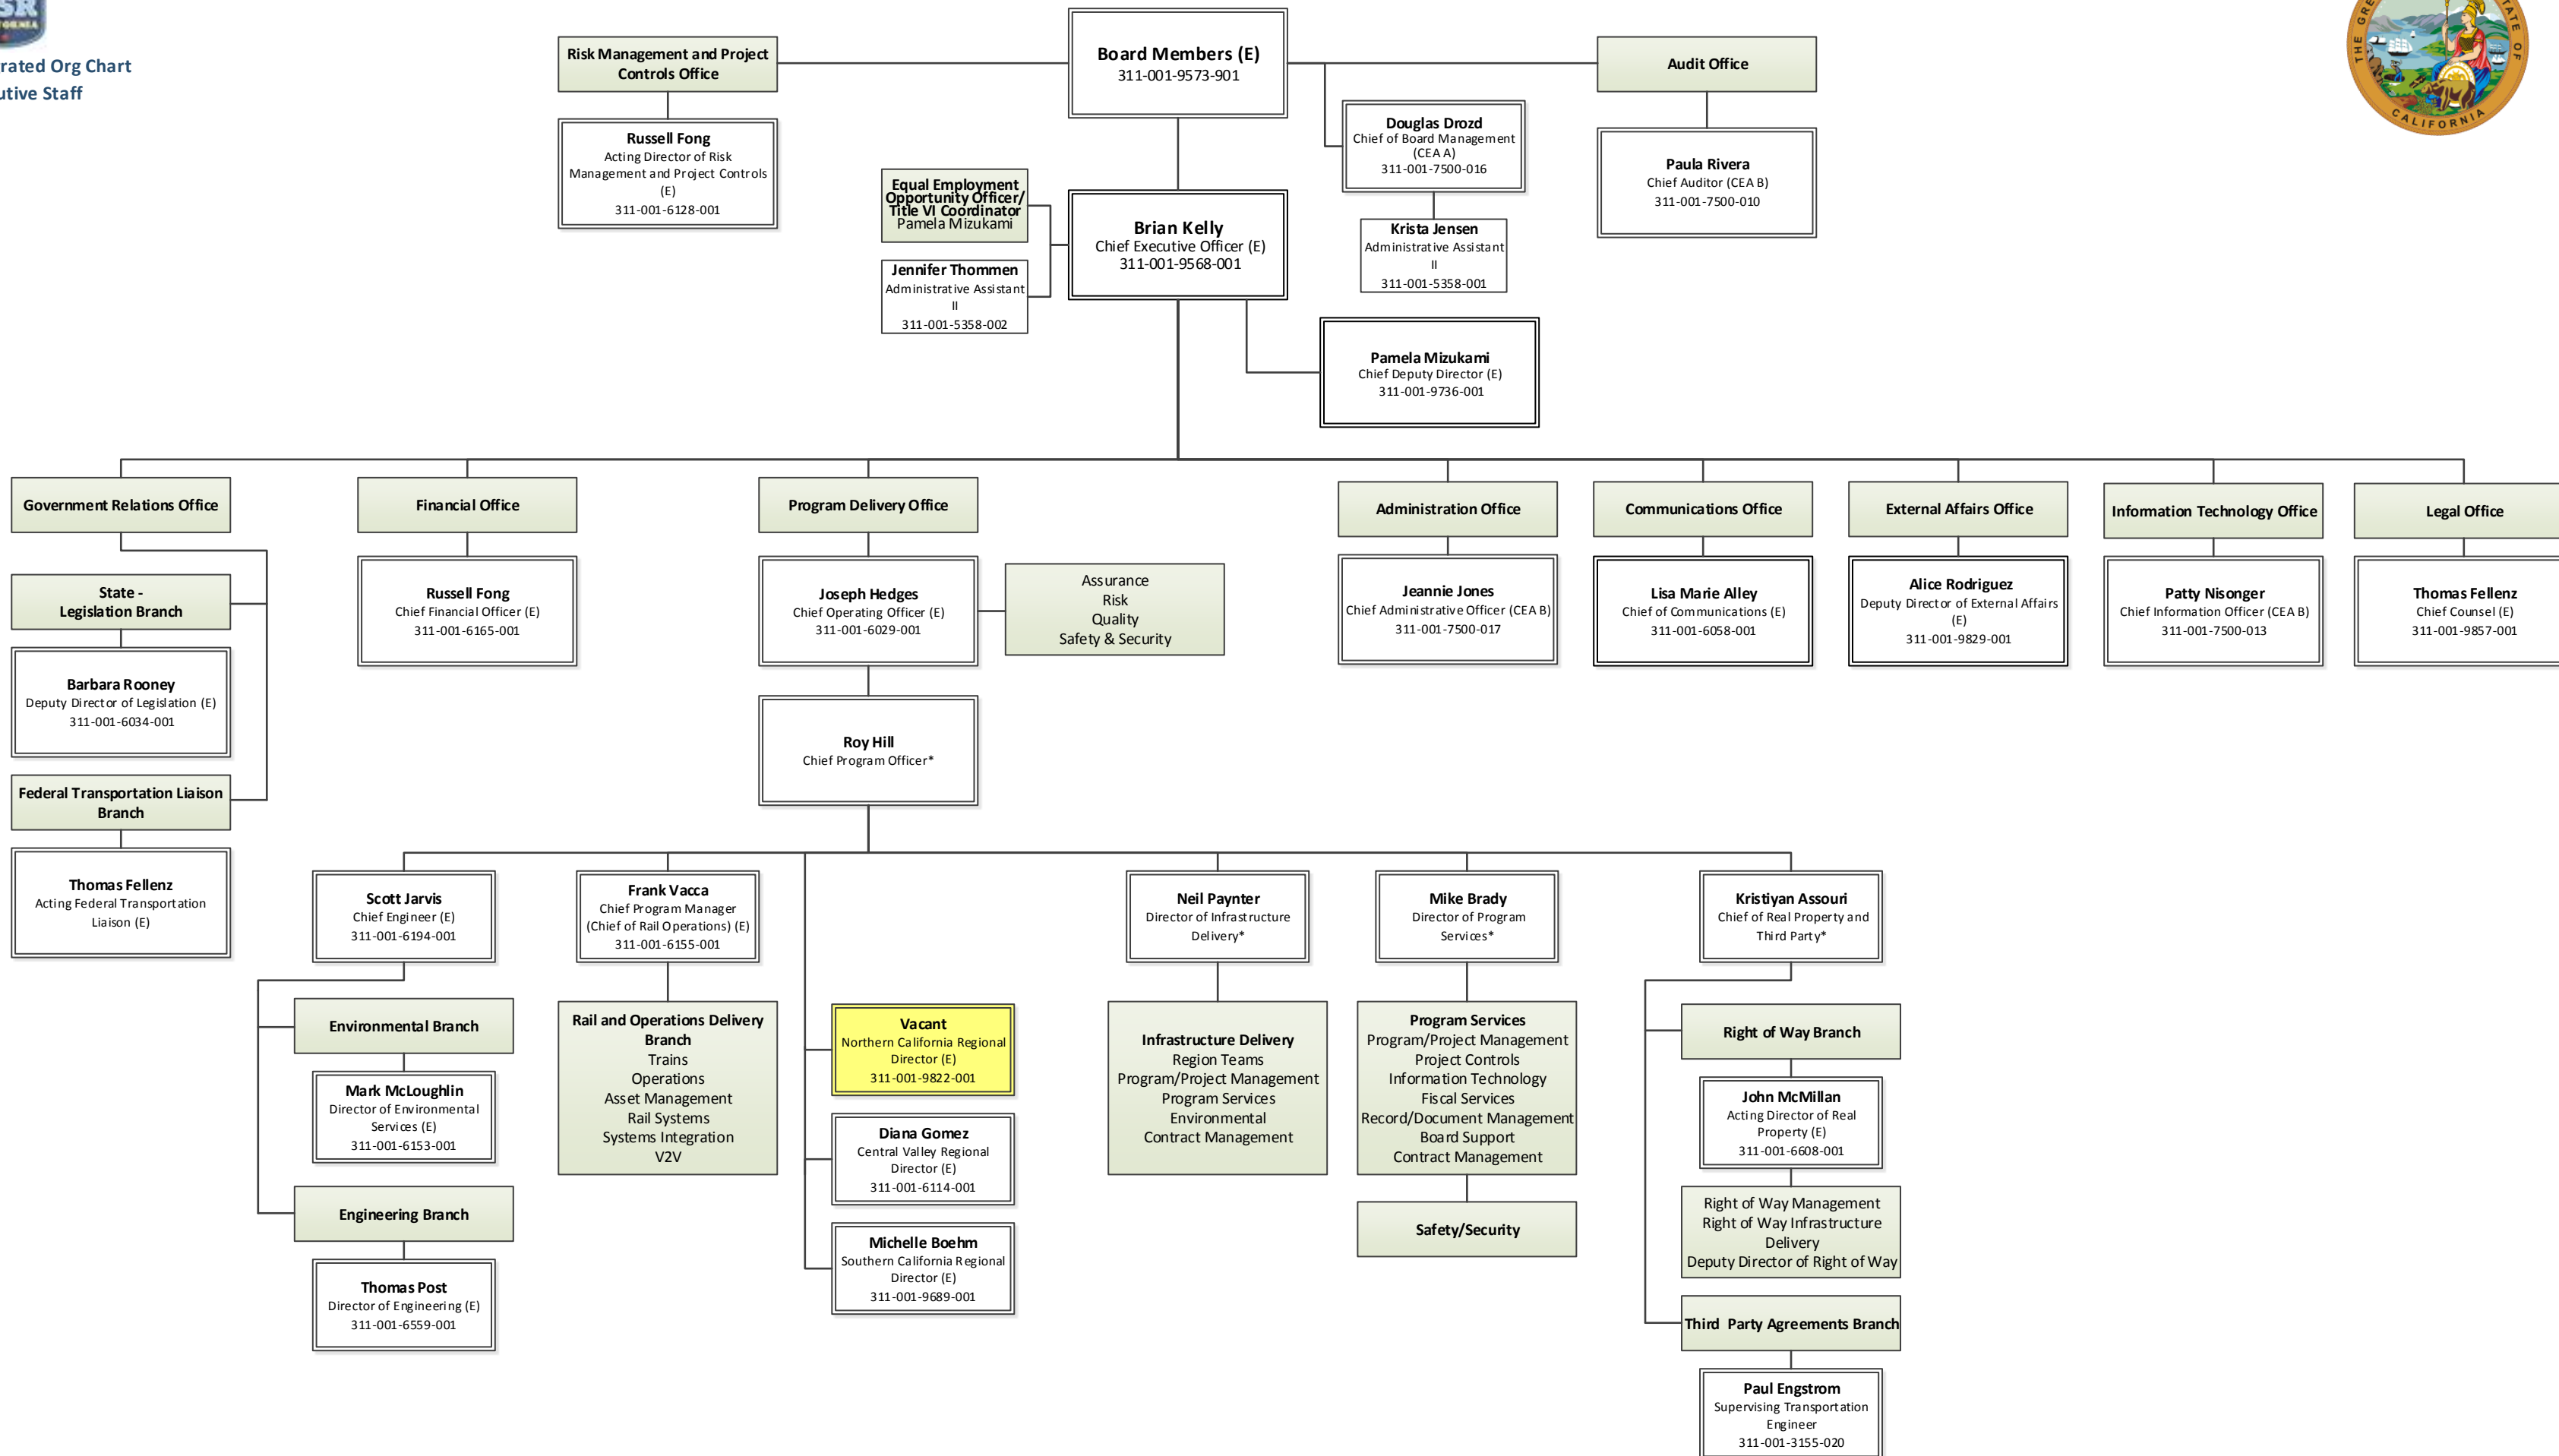 SR
rated Org Chart
utive Staff
Risk Management and Project
Controls Office
Russell Fong
Acting Director of Risk
Management and Project Controls
(E)
311-001-6128-001
Board Members (E)
311-001-9573-901
Audit Office
Paula Rivera
Chief Auditor (CEA B)
311-001-7500-010
THE GRE
STATE OF
CALIFORNIA
Douglas Drozd
Chief of Board Management
(CEA A)
311-001-7500-016
Krista Jensen
Administrative Assistant
II
311-001-5358-001
Equal Employment
Opportunity Officer/
Title VI Coordinator
Pamela Mizukami
Jennifer Thommen
Administrative Assistant
II
311-001-5358-002
Brian Kelly
Chief Executive Officer (E)
311-001-9568-001
Pamela Mizukami
Chief Deputy Director (E)
311-001-9736-001
Government Relations Office
State -
Legislation Branch
Barbara Rooney
Deputy Director of Legislation (E)
311-001-6034-001
Federal Transportation Liaison
Branch
Thomas Fellenz
Acting Federal Transportation
Liaison (E)
Financial Office
Russell Fong
Chief Financial Officer (E)
311-001-6165-001
Program Delivery Office
Joseph Hedges
Chief Operating Officer (E)
311-001-6029-001
Assurance
Risk
Quality
Safety & Security
Roy Hill
Chief Program Officer*
Administration Office
Jeannie Jones
Chief Administrative Officer (CEA B)
311-001-7500-017
Communications Office
Lisa Marie Alley
Chief of Communications (E)
311-001-6058-001
External Affairs Office
Alice Rodriguez
Deputy Director of External Affairs
(E)
311-001-9829-001
Information Technology Office
Patty Nisonger
Chief Information Officer (CEA B)
311-001-7500-013
Legal Office
Thomas Fellenz
Chief Counsel (E)
311-001-9857-001
Scott Jarvis
Chief Engineer (E)
311-001-6194-001
Environmental Branch
Mark McLoughlin
Director of Environmental
Services (E)
311-001-6153-001
Engineering Branch
Thomas Post
Director of Engineering (E)
311-001-6559-001
Frank Vacca
Chief Program Manager
(Chief of Rail Operations) (E)
311-001-6155-001
Rail and Operations Delivery
Branch
Trains
Operations
Asset Management
Rail Systems
Systems Integration
V2V
Vacant
Northern California Regional
Director (E)
311-001-9822-001
Diana Gomez
Central Valley Regional
Director (E)
311-001-6114-001
Michelle Boehm
Southern California Regional
Director (E)
311-001-9689-001
Neil Paynter
Director of Infrastructure
Delivery*
Infrastructure Delivery
Region Teams
Program/Project Management
Program Services
Environmental
Contract Management
Mike Brady
Director of Program
Services*
Program Services
Program/Project Management
Project Controls
Information Technology
Fiscal Services
Record/Document Management
Board Support
Contract Management
Safety/Security
Kristiyan Assouri
Chief of Real Property and
Third Party*
Right of Way Branch
John McMillan
Acting Director of Real
Property (E)
311-001-6608-001
Right of Way Management
Right of Way Infrastructure
Delivery
Deputy Director of Right of Way
Third Party Agreements Branch
Paul Engstrom
Supervising Transportation
Engineer
311-001-3155-020